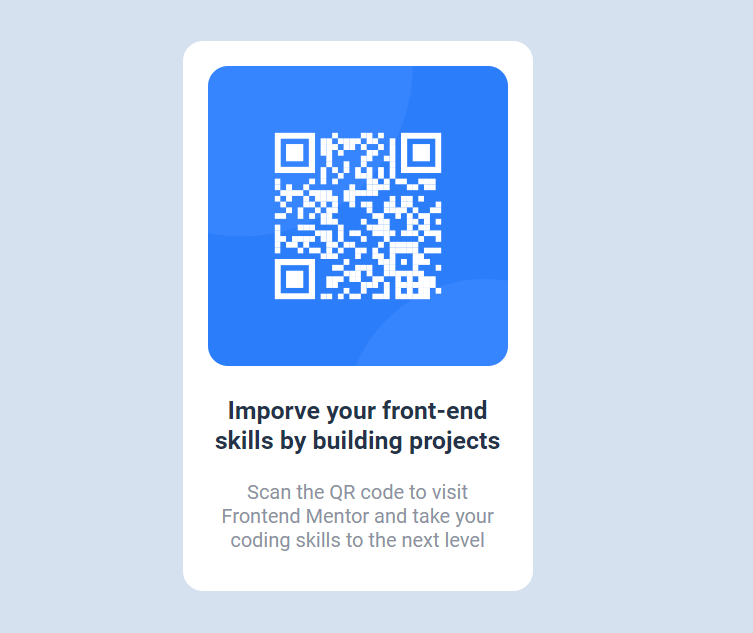 Imporve your front-end
skills by building projects
Scan the QR code to visit
Frontend Mentor and take your
coding skills to the next level